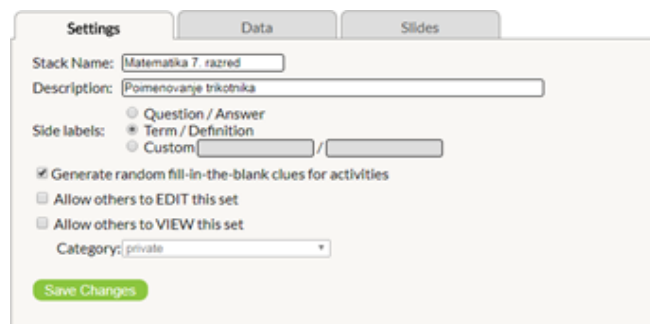 Settings Data Slides
Stack Name: Matematika 7. razred
Description: Poimenovanje trikotnika
Question / Answer
Side labels: Term / Definition
Custom /
Generate random fill-in-the-blank clues for activities
Allow others to EDIT this set
Allow others to VIEW this set
Category: private
Save Changes